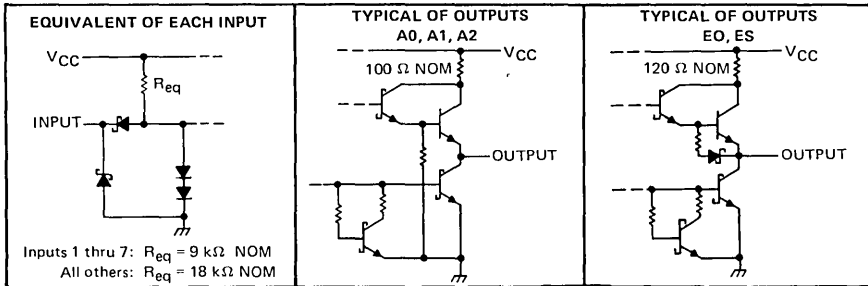 EQUIVALENT OF EACH INPUT
VCC
Req
INPUT
Inputs 1 thru 7: Req = 9 kΩ NOM
All others: Req = 18 kΩ NOM
TYPICAL OF OUTPUTS
A0, A1, A2
VCC
100 Ω NOM
OUTPUT
TYPICAL OF OUTPUTS
EO, ES
VCC
120 Ω NOM
OUTPUT